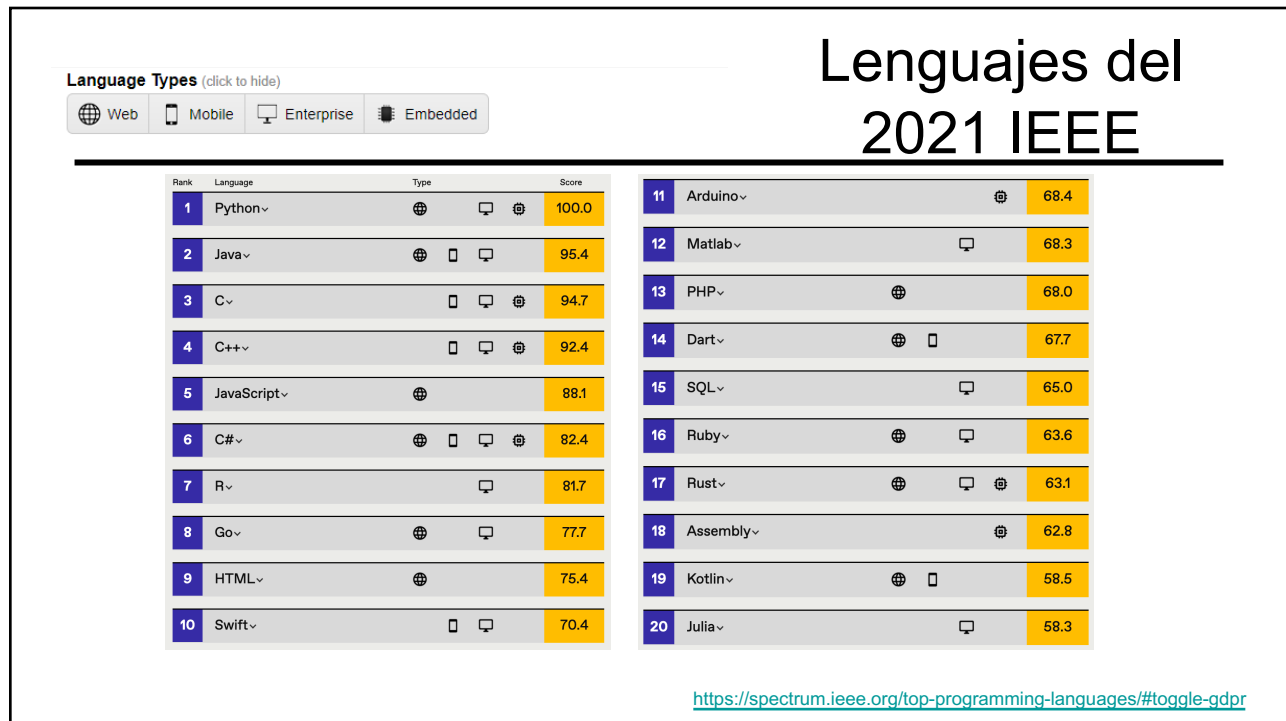 Lenguajes del
2021 IEEE
Language Types (click to hide)
Web Mobile Enterprise Embedded
Rank Language Type Score
1 Python 100.0
2 Java 95.4
3 C 94.7
4 C++ 92.4
5 JavaScript 88.1
6 C# 82.4
7 R 81.7
8 Go 77.7
9 HTML 75.4
10 Swift 70.4
11 Arduino 68.4
12 Matlab 68.3
13 PHP 68.0
14 Dart 67.7
15 SQL 65.0
16 Ruby 63.6
17 Rust 63.1
18 Assembly 62.8
19 Kotlin 58.5
20 Julia 58.3
https://spectrum.ieee.org/top-programming-languages/#toggle-gdpr